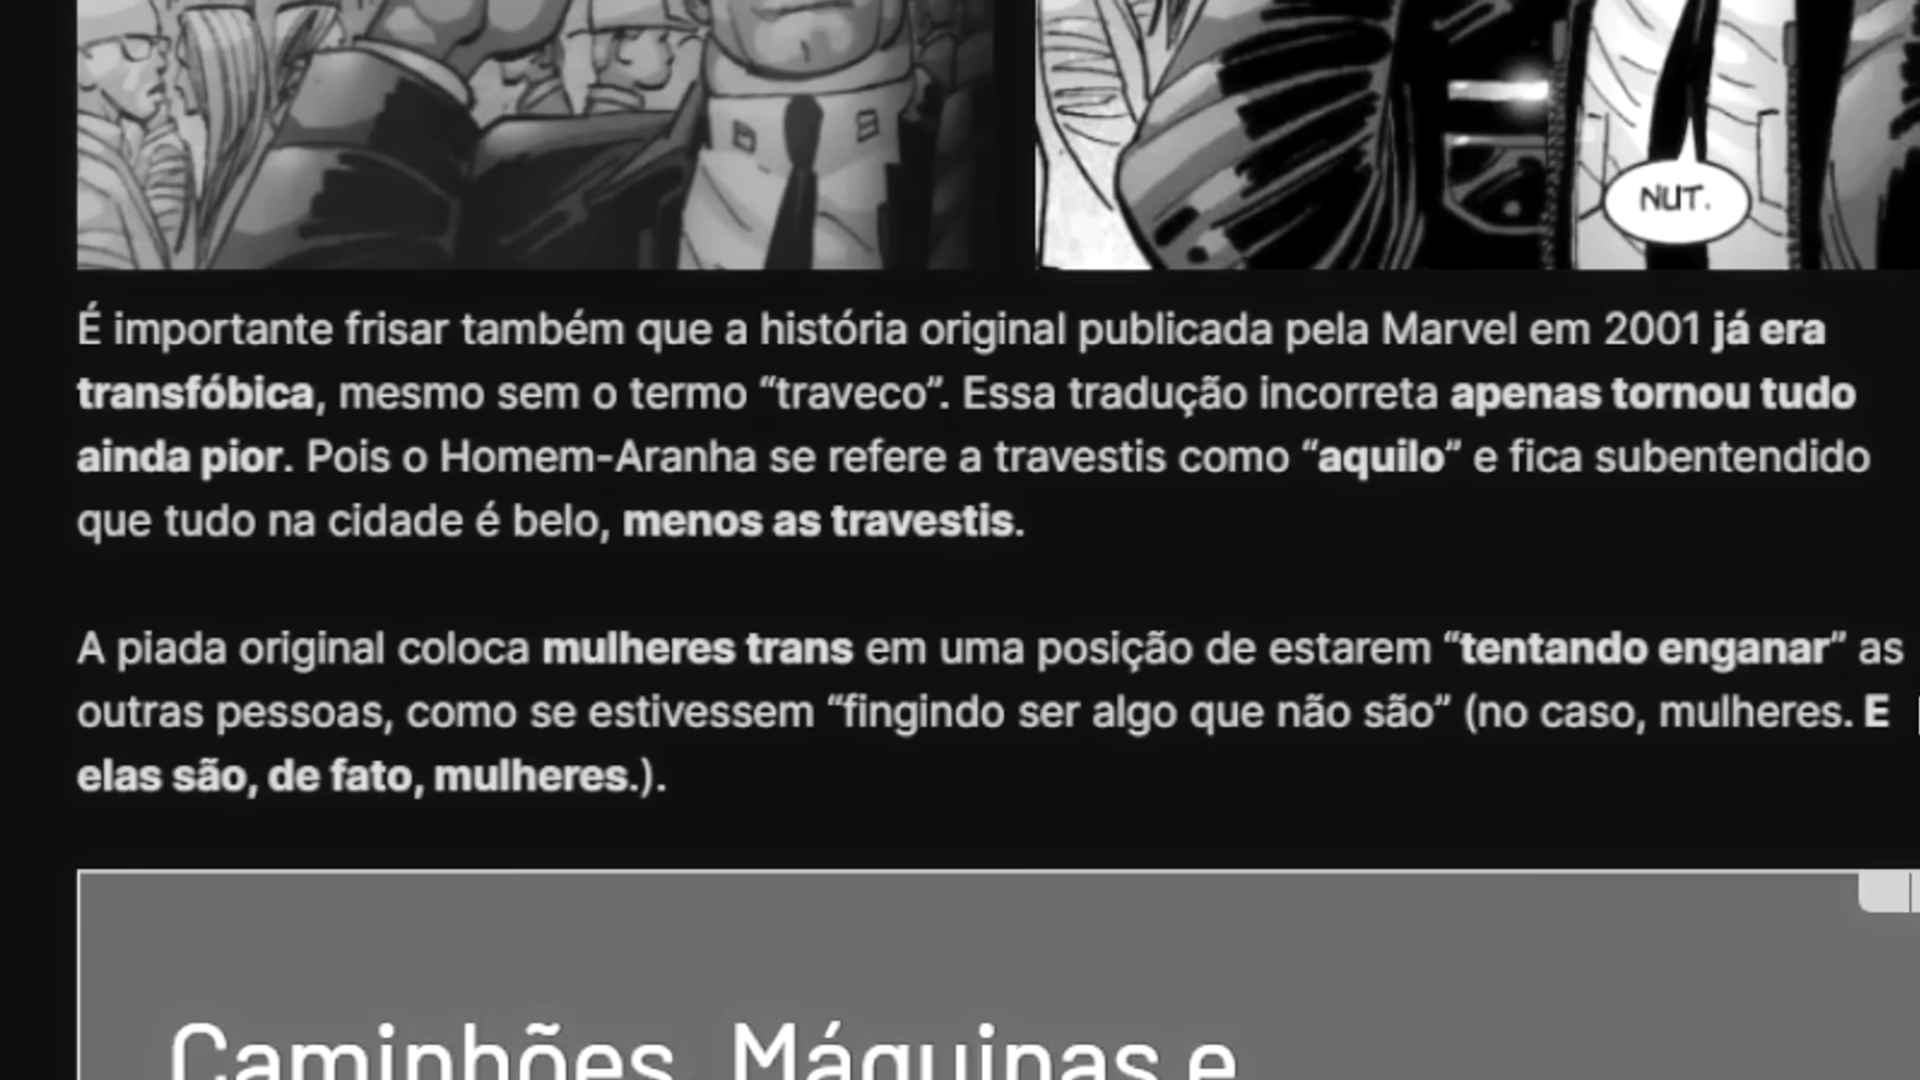 NUT.
É importante frisar também que a história original publicada pela Marvel em 2001 já era
transfóbica, mesmo sem o termo “traveco”. Essa tradução incorreta apenas tornou tudo
ainda pior. Pois o Homem-Aranha se refere a travestis como “aquilo” e fica subentendido
que tudo na cidade é belo, menos as travestis.
A piada original coloca mulheres trans em uma posição de estarem “tentando enganar” as
outras pessoas, como se estivessem “fingindo ser algo que não são” (no caso, mulheres. E
elas são, de fato, mulheres.).
Caminhões, Máquinas e